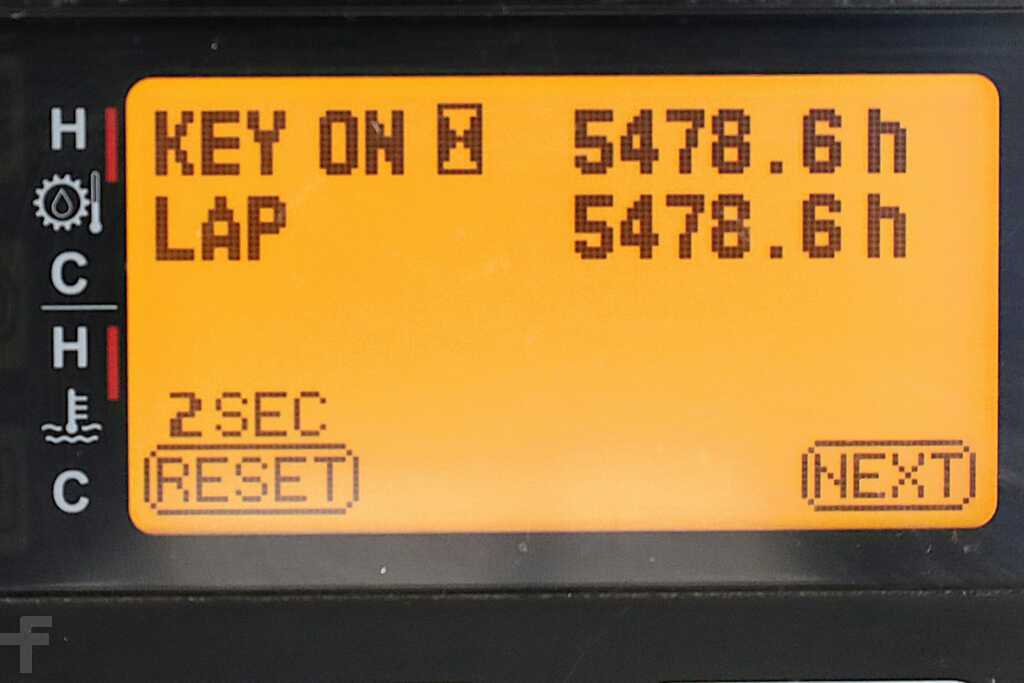 H
KEY ON 5478.6 h
LAP 5478.6 h
C
H
2 SEC
RESET NEXT
C